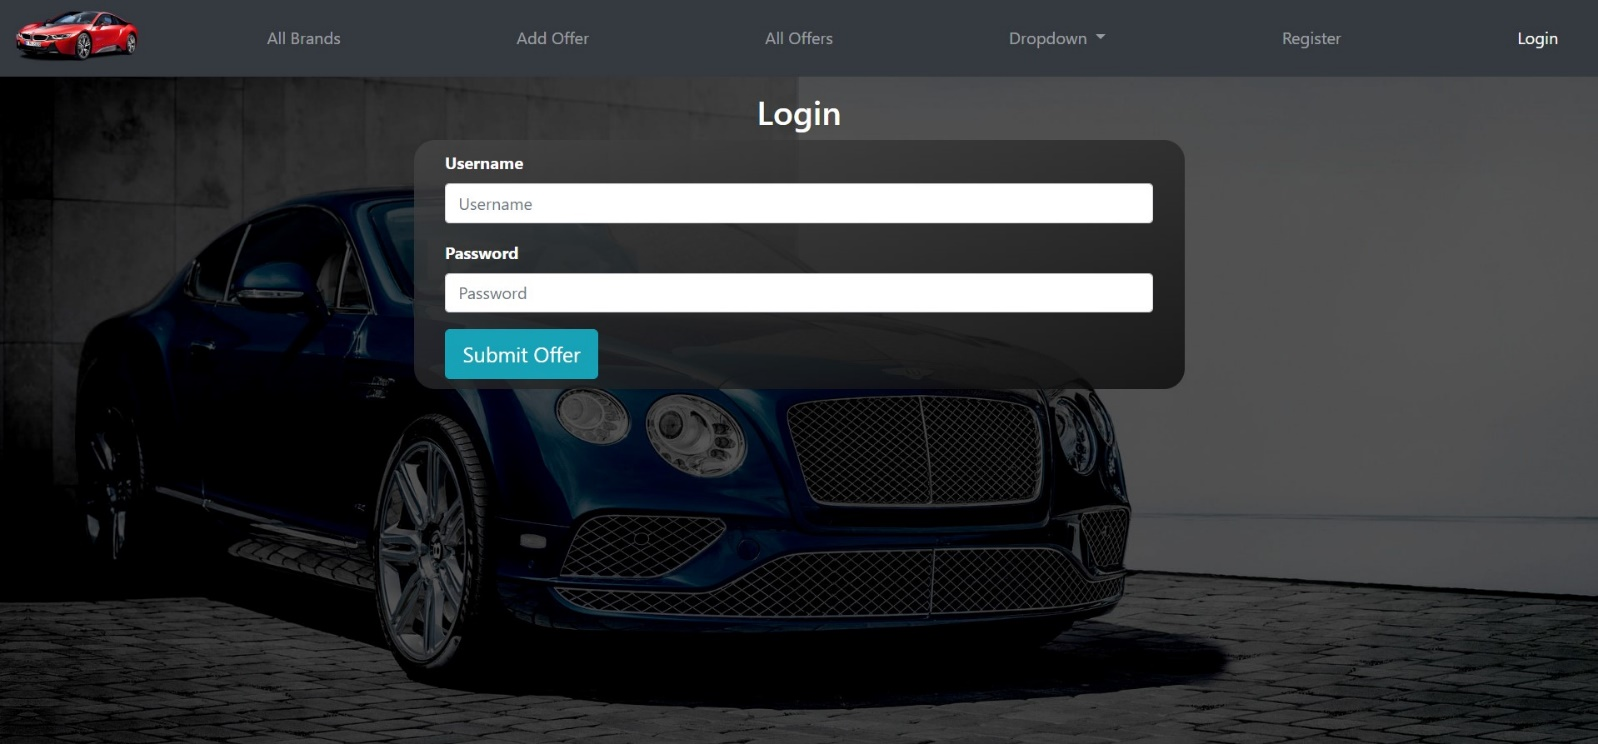 All Brands Add Offer All Offers Dropdown Register Login
Login
Username
Username
Password
Password
Submit Offer